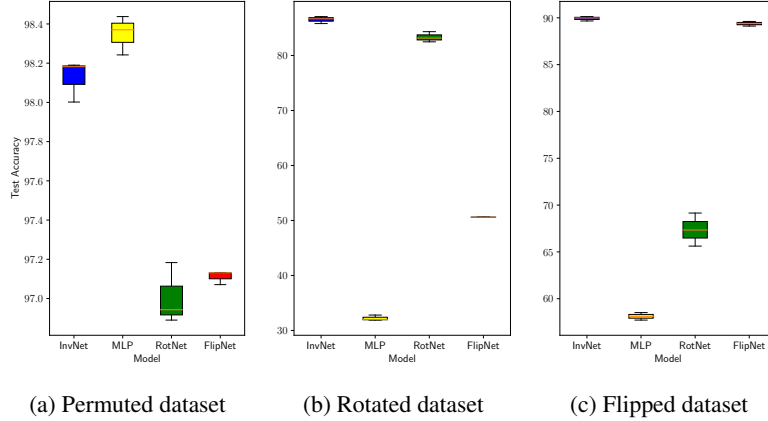 98.4
98.2
98.0
97.8
97.6
97.4
97.2
97.0
Test Accuracy
InvNet MLP RotNet FlipNet
Model
80
70
60
50
40
30
InvNet MLP RotNet FlipNet
Model
90
85
80
75
70
65
60
InvNet MLP RotNet FlipNet
Model
(a) Permuted dataset (b) Rotated dataset (c) Flipped dataset